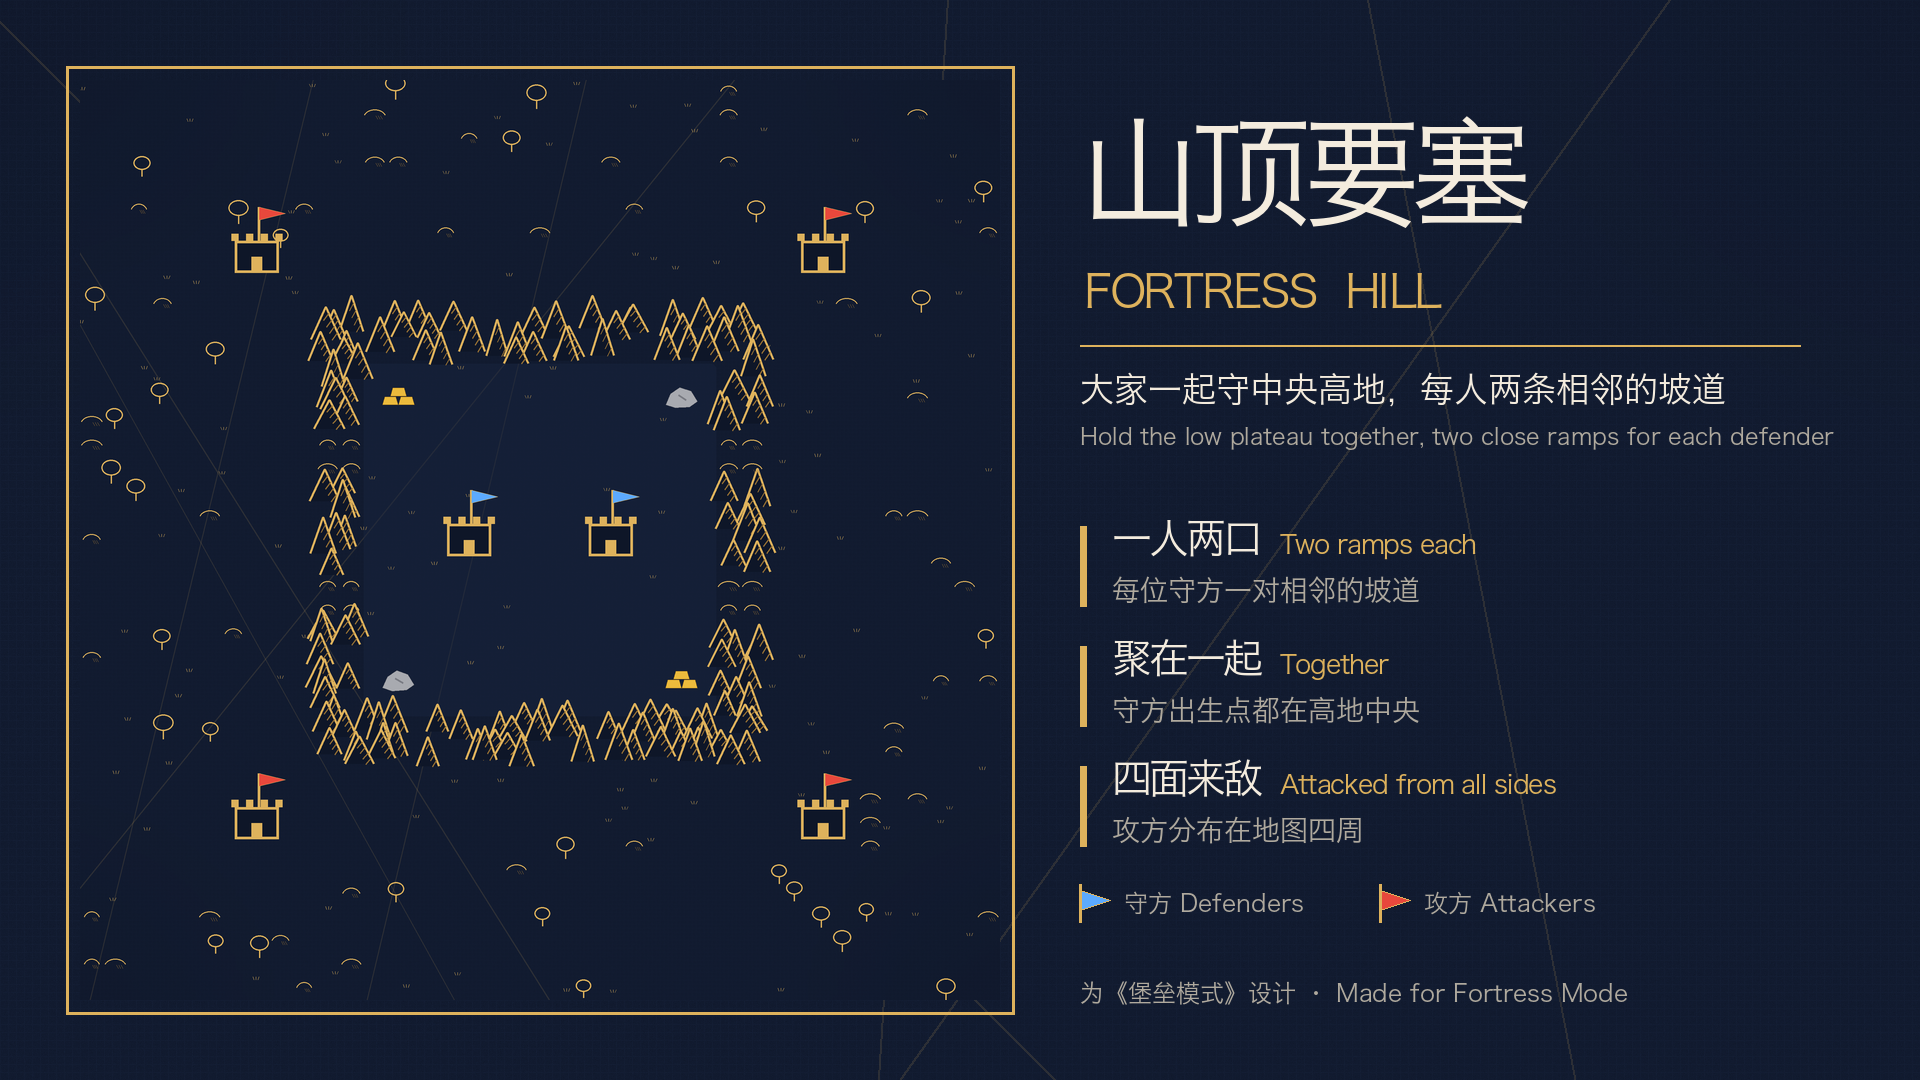 山顶要塞
FORTRESS HILL
大家一起守中央高地，每人两条相邻的坡道
Hold the low plateau together, two close ramps for each defender
一人两口 Two ramps each
每位守方一对相邻的坡道
聚在一起 Together
守方出生点都在高地中央
四面来敌 Attacked from all sides
攻方分布在地图四周
守方 Defenders 攻方 Attackers
为《堡垒模式》设计 · Made for Fortress Mode